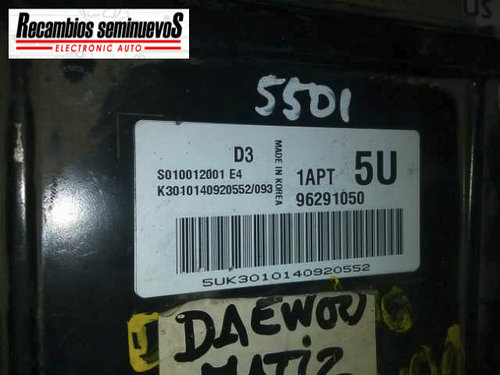 Recambios seminuevoS
ELECTRONIC AUTO
US
5501
D3
MADE IN KOREA
S010012001 E4
1APT 5U
K3010140920552/093
96291050
5UK3010140920552
DAEWOO
MATIZ